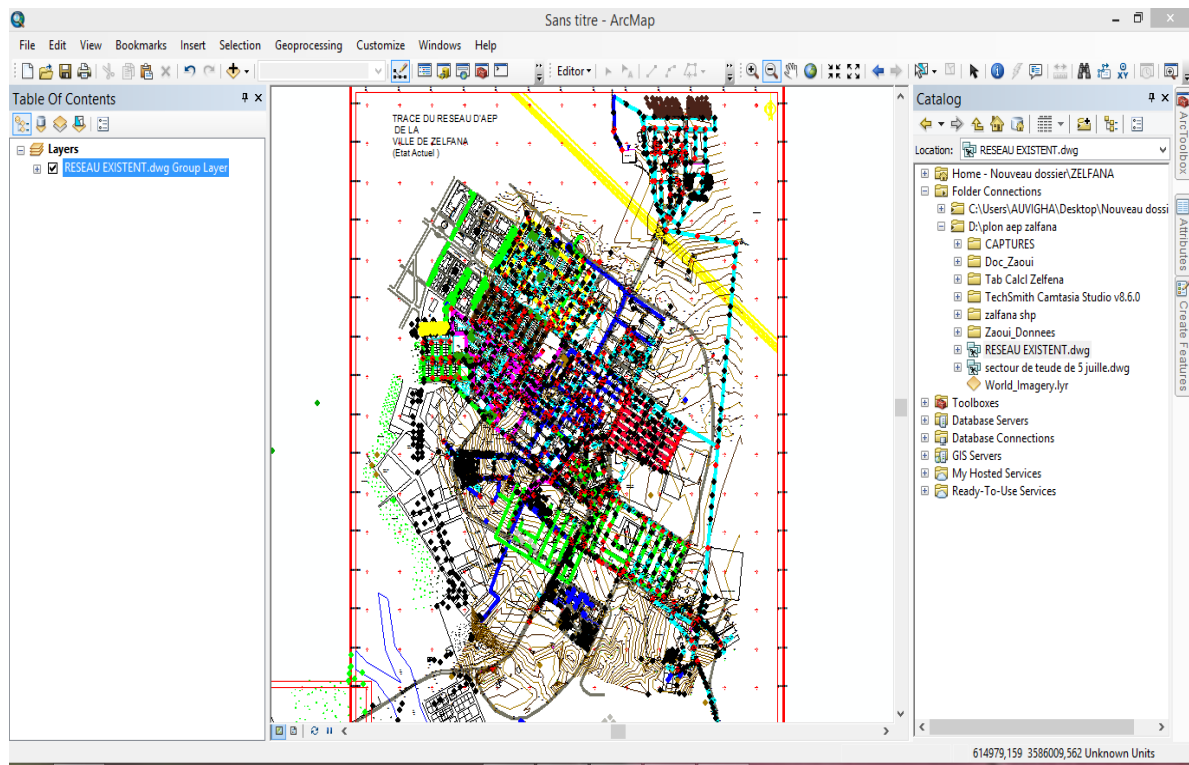 Sans titre - ArcMap
File Edit View Bookmarks Insert Selection Geoprocessing Customize Windows Help
Editor
Table Of Contents
Layers
RESEAU EXISTENT.dwg Group Layer
TRACE DU RESEAU D'AEP
DE LA
VILLE DE ZELFANA
(Etat Actuel )
Catalog
Location: RESEAU EXISTENT.dwg
Home - Nouveau dossier\ZELFANA
Folder Connections
C:\Users\AUVIGHA\Desktop\Nouveau dossi
D:\plon aep zalfana
CAPTURES
Doc_Zaoui
Tab Calcl Zelfena
TechSmith Camtasia Studio v8.6.0
zalfana shp
Zaoui_Donnees
RESEAU EXISTENT.dwg
sectour de teude de 5 juille.dwg
World_Imagery.lyr
Toolboxes
Database Servers
Database Connections
GIS Servers
My Hosted Services
Ready-To-Use Services
ArcToolbox
Attributes
Create Features
614979,159 3586009,562 Unknown Units